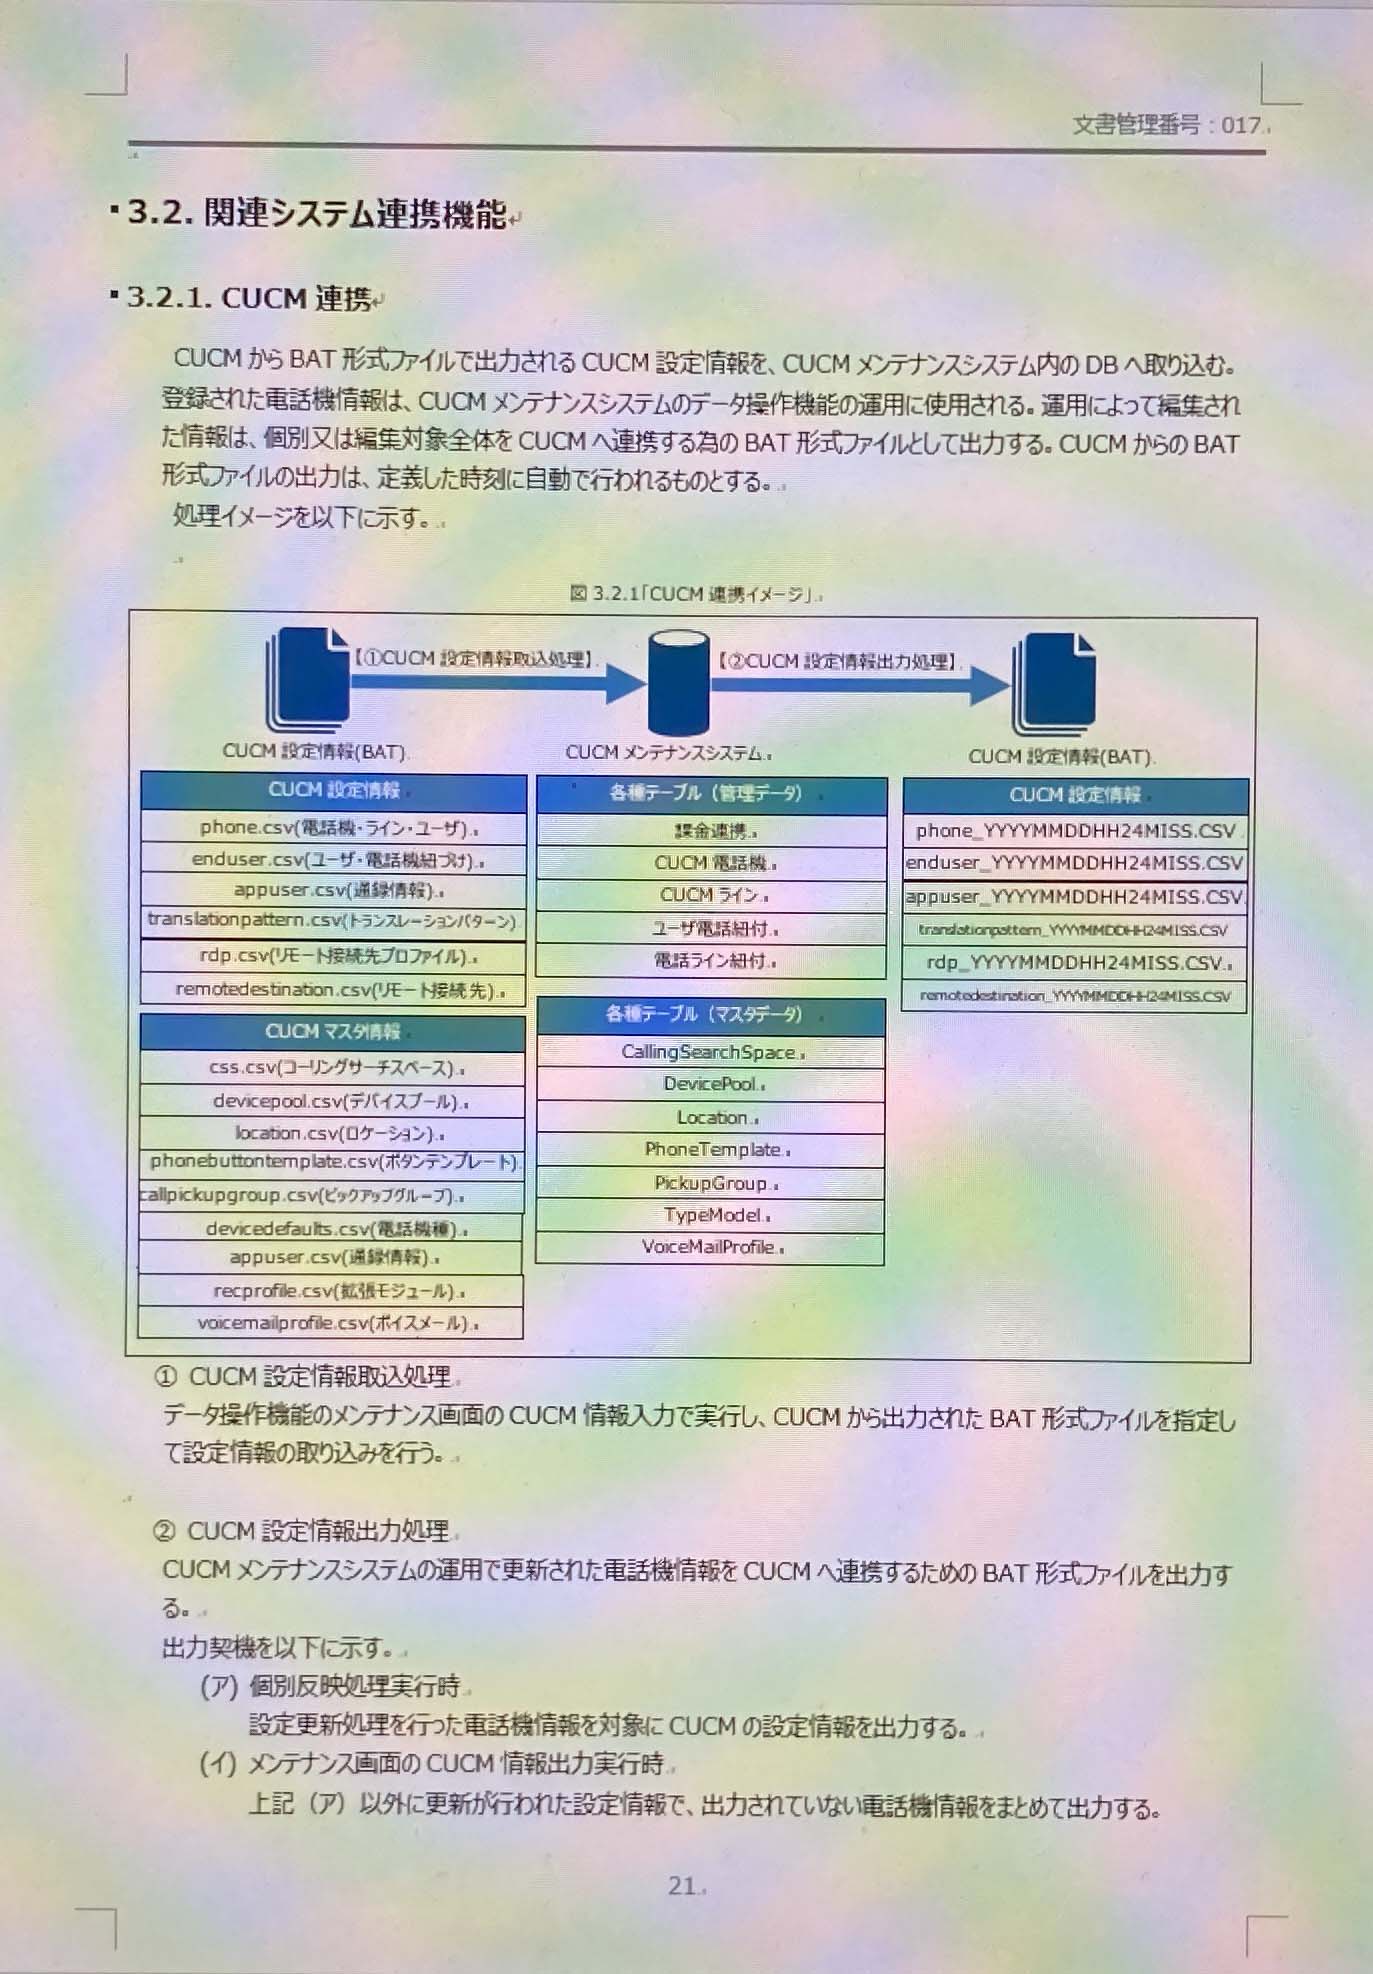 文書管理番号：017
3.2. 関連システム連携機能
3.2.1. CUCM 連携
CUCM から BAT 形式ファイルで出力される CUCM 設定情報を、CUCM メンテナンスシステム内の DB へ取り込む。
登録された電話機情報は、CUCM メンテナンスシステムのデータ操作機能の運用に使用される。運用によって編集され
た情報は、個別又は編集対象全体を CUCM へ連携する為の BAT 形式ファイルとして出力する。CUCM からの BAT
形式ファイルの出力は、定義した時刻に自動で行われるものとする。
処理イメージを以下に示す。
図 3.2.1「CUCM 連携イメージ」
【①CUCM 設定情報取込処理】
【②CUCM 設定情報出力処理】
CUCM 設定情報(BAT)
CUCM メンテナンスシステム
CUCM 設定情報(BAT)
CUCM 設定情報
phone.csv(電話機・ライン・ユーザ)
enduser.csv(ユーザ・電話機紐づけ)
appuser.csv(通録情報)
translationpattern.csv(トランスレーションパターン)
rdp.csv(リモート接続先プロファイル)
remotedestination.csv(リモート接続先)
CUCM マスタ情報
css.csv(コーリングサーチスペース)
devicepool.csv(デバイスプール)
location.csv(ロケーション)
phonebuttontemplate.csv(ボタンテンプレート)
callpickupgroup.csv(ピックアップグループ)
devicedefaults.csv(電話機種)
appuser.csv(通録情報)
recprofile.csv(拡張モジュール)
voicemailprofile.csv(ボイスメール)
各種テーブル（管理データ）
課金連携
CUCM 電話機
CUCM ライン
ユーザ電話紐付
電話ライン紐付
各種テーブル（マスタデータ）
CallingSearchSpace
DevicePool
Location
PhoneTemplate
PickupGroup
TypeModel
VoiceMailProfile
CUCM 設定情報
phone_YYYYMMDDHH24MISS.CSV
enduser_YYYYMMDDHH24MISS.CSV
appuser_YYYYMMDDHH24MISS.CSV
translationpattern_YYYYMMDDHH24MISS.CSV
rdp_YYYYMMDDHH24MISS.CSV
remotedestination_YYYYMMDDHH24MISS.CSV
① CUCM 設定情報取込処理
データ操作機能のメンテナンス画面の CUCM 情報入力で実行し、CUCM から出力された BAT 形式ファイルを指定し
て設定情報の取り込みを行う。
② CUCM 設定情報出力処理
CUCM メンテナンスシステムの運用で更新された電話機情報を CUCM へ連携するための BAT 形式ファイルを出力す
る。
出力契機を以下に示す。
(ア) 個別反映処理実行時
設定更新処理を行った電話機情報を対象に CUCM の設定情報を出力する。
(イ) メンテナンス画面の CUCM 情報出力実行時
上記（ア）以外に更新が行われた設定情報で、出力されていない電話機情報をまとめて出力する。
21